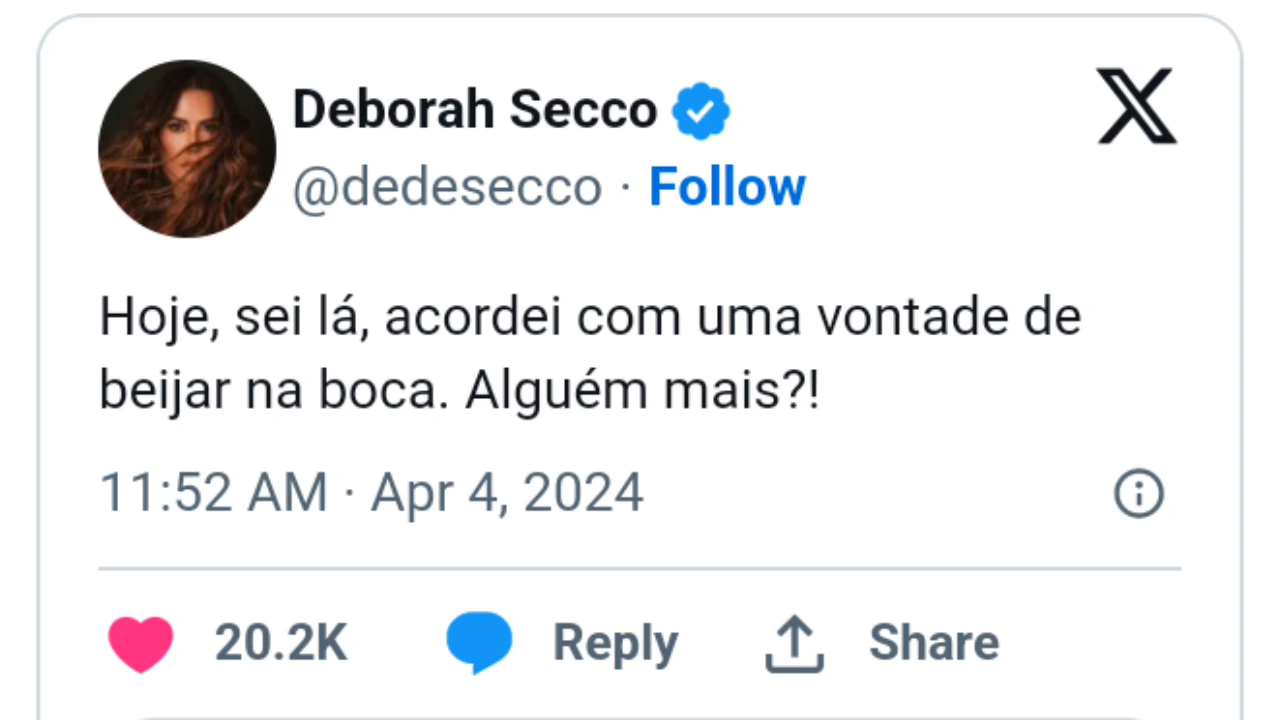 Deborah Secco
@dedesecco · Follow
Hoje, sei lá, acordei com uma vontade de
beijar na boca. Alguém mais?!
11:52 AM · Apr 4, 2024
20.2K Reply Share